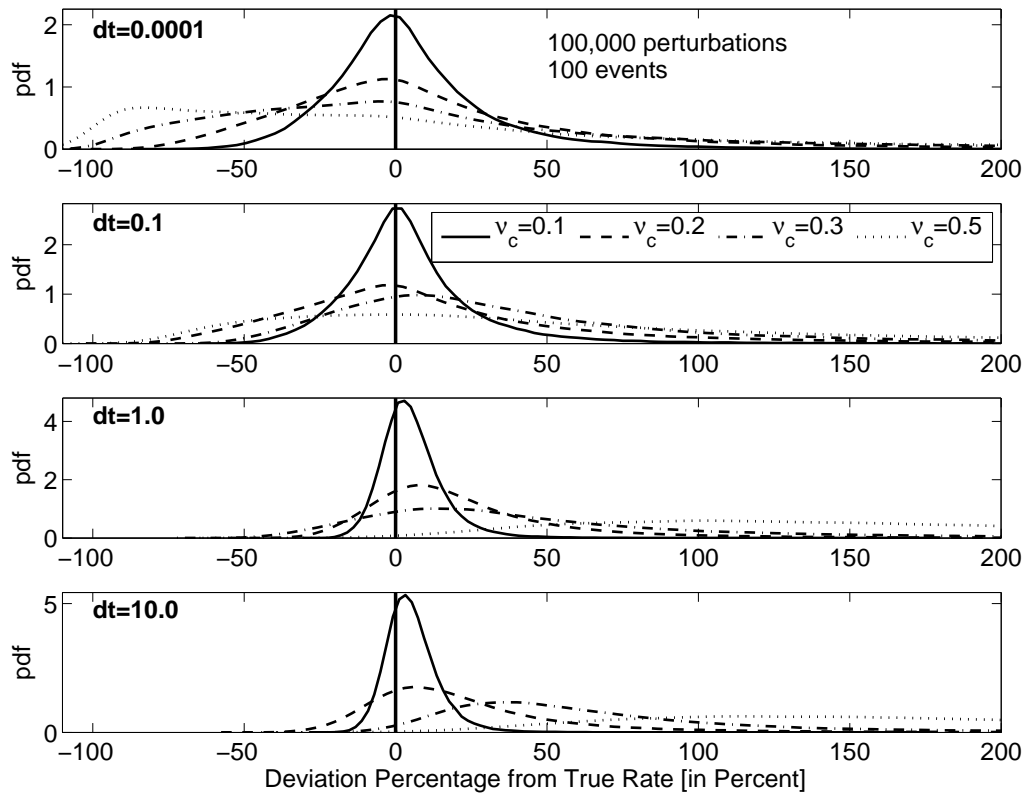 dt=0.0001
100,000 perturbations
100 events
pdf
2
1
0
−100 −50 0 50 100 150 200
dt=0.1
ν_c=0.1 ν_c=0.2 ν_c=0.3 ν_c=0.5
pdf
2
1
0
−100 −50 0 50 100 150 200
dt=1.0
pdf
4
2
0
−100 −50 0 50 100 150 200
dt=10.0
pdf
5
0
−100 −50 0 50 100 150 200
Deviation Percentage from True Rate [in Percent]